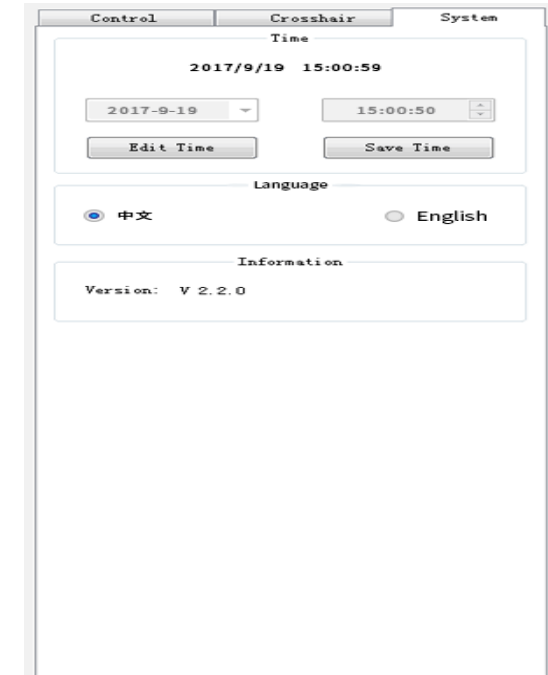 Control Crosshair System
Time
2017/9/19 15:00:59
2017-9-19 15:00:50
Edit Time Save Time
Language
中文 English
Information
Version: V 2.2.0